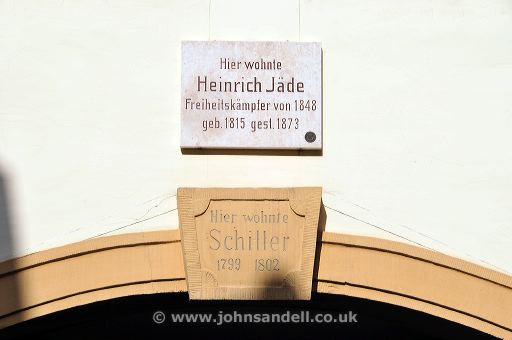 Hier wohnte
Heinrich Jäde
Freiheitskämpfer von 1848
geb. 1815 gest. 1873
Hier wohnte
Schiller
1799 1802
© www.johnsandell.co.uk